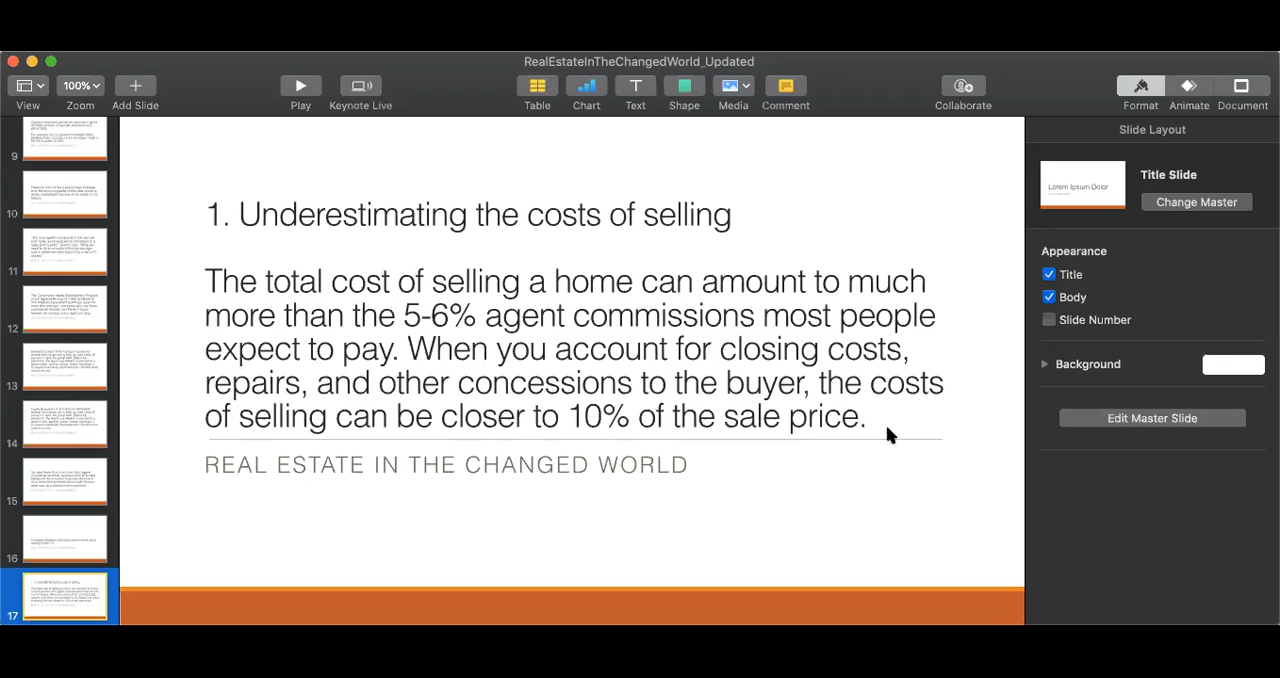 RealEstateInTheChangedWorld_Updated
100%
View
Zoom
Add Slide
Play
Keynote Live
Table
Chart
Text
Shape
Media
Comment
Collaborate
Format
Animate
Document
9
10
11
12
13
14
15
16
17
1. Underestimating the costs of selling
The total cost of selling a home can amount to much
more than the 5-6% agent commissions most people
expect to pay. When you account for closing costs,
repairs, and other concessions to the buyer, the costs
of selling can be close to 10% of the sale price.
REAL ESTATE IN THE CHANGED WORLD
Slide Layout
Lorem Ipsum Dolor
Title Slide
Change Master
Appearance
Title
Body
Slide Number
Background
Edit Master Slide